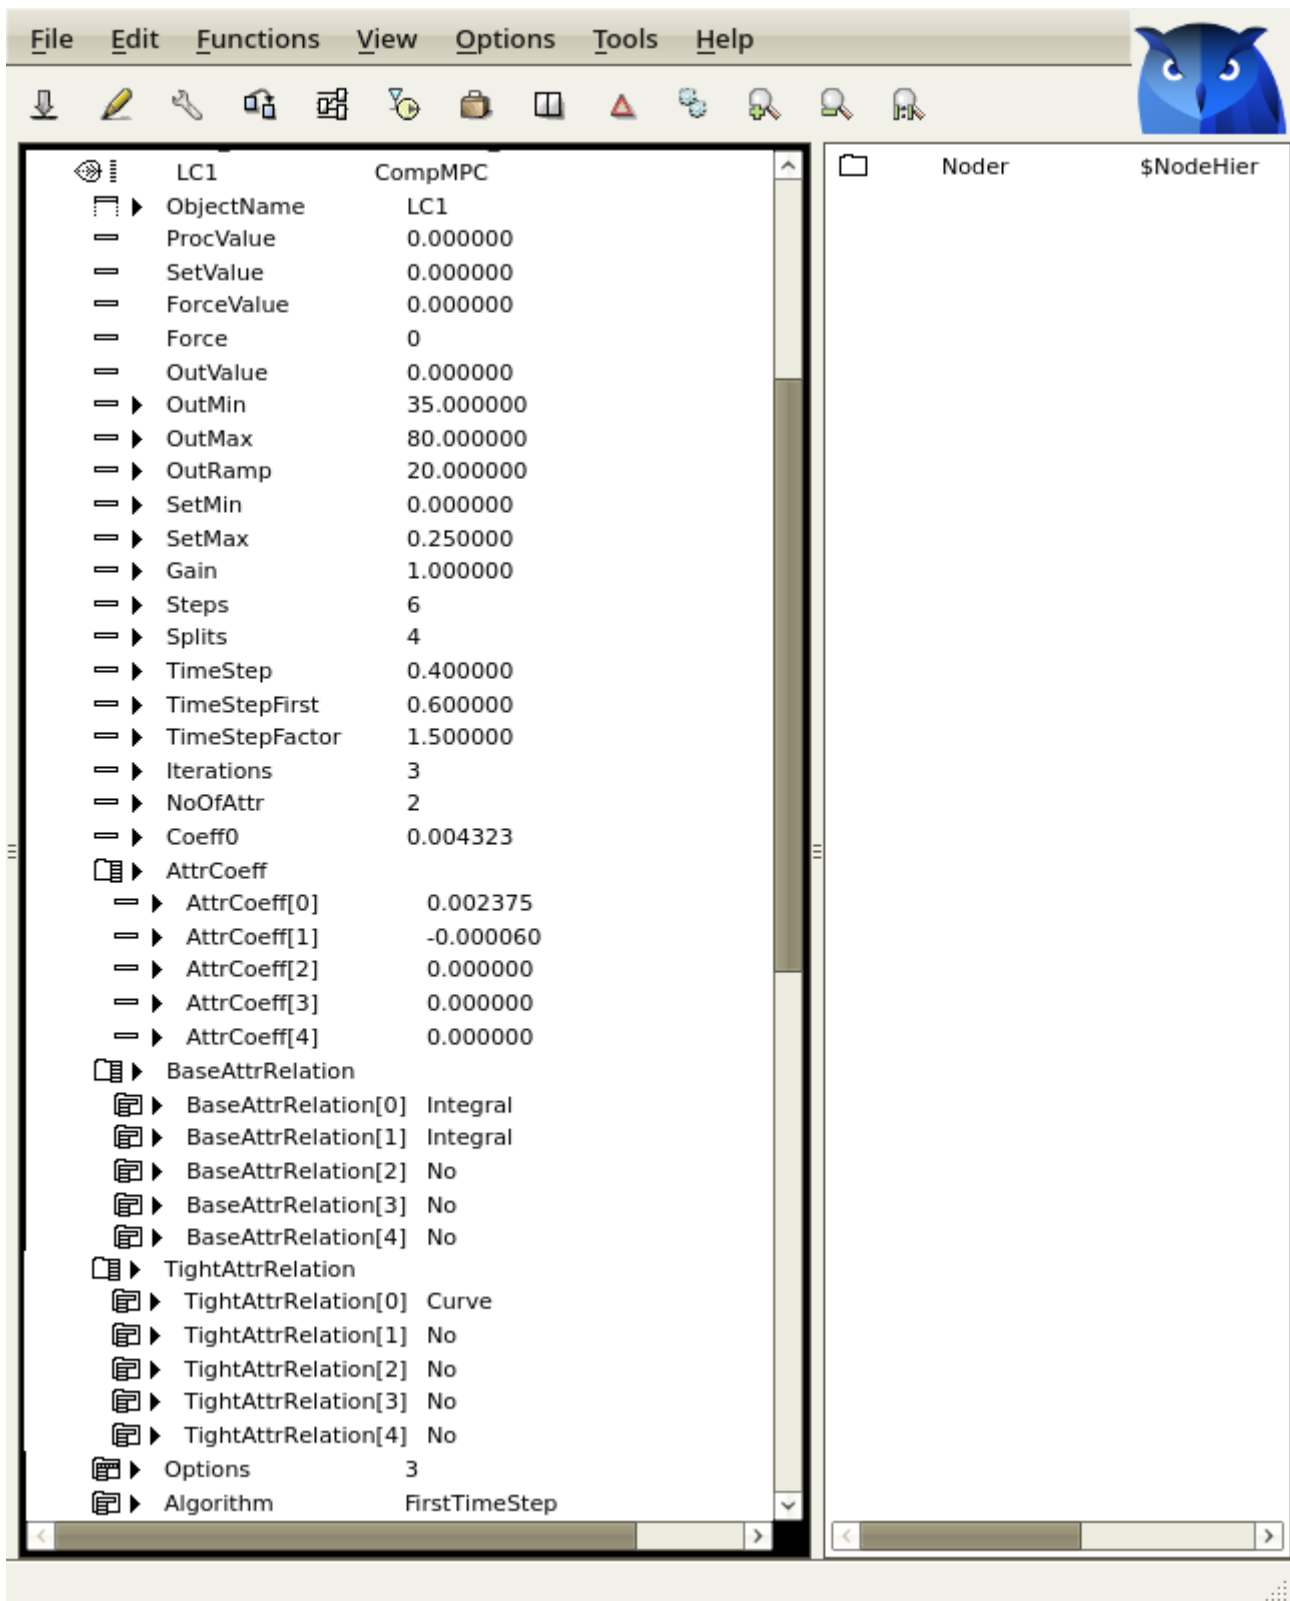 File Edit Functions View Options Tools Help
LC1 CompMPC
ObjectName LC1
ProcValue 0.000000
SetValue 0.000000
ForceValue 0.000000
Force 0
OutValue 0.000000
OutMin 35.000000
OutMax 80.000000
OutRamp 20.000000
SetMin 0.000000
SetMax 0.250000
Gain 1.000000
Steps 6
Splits 4
TimeStep 0.400000
TimeStepFirst 0.600000
TimeStepFactor 1.500000
Iterations 3
NoOfAttr 2
Coeff0 0.004323
AttrCoeff
AttrCoeff[0] 0.002375
AttrCoeff[1] -0.000060
AttrCoeff[2] 0.000000
AttrCoeff[3] 0.000000
AttrCoeff[4] 0.000000
BaseAttrRelation
BaseAttrRelation[0] Integral
BaseAttrRelation[1] Integral
BaseAttrRelation[2] No
BaseAttrRelation[3] No
BaseAttrRelation[4] No
TightAttrRelation
TightAttrRelation[0] Curve
TightAttrRelation[1] No
TightAttrRelation[2] No
TightAttrRelation[3] No
TightAttrRelation[4] No
Options 3
Algorithm FirstTimeStep
Noder $NodeHier